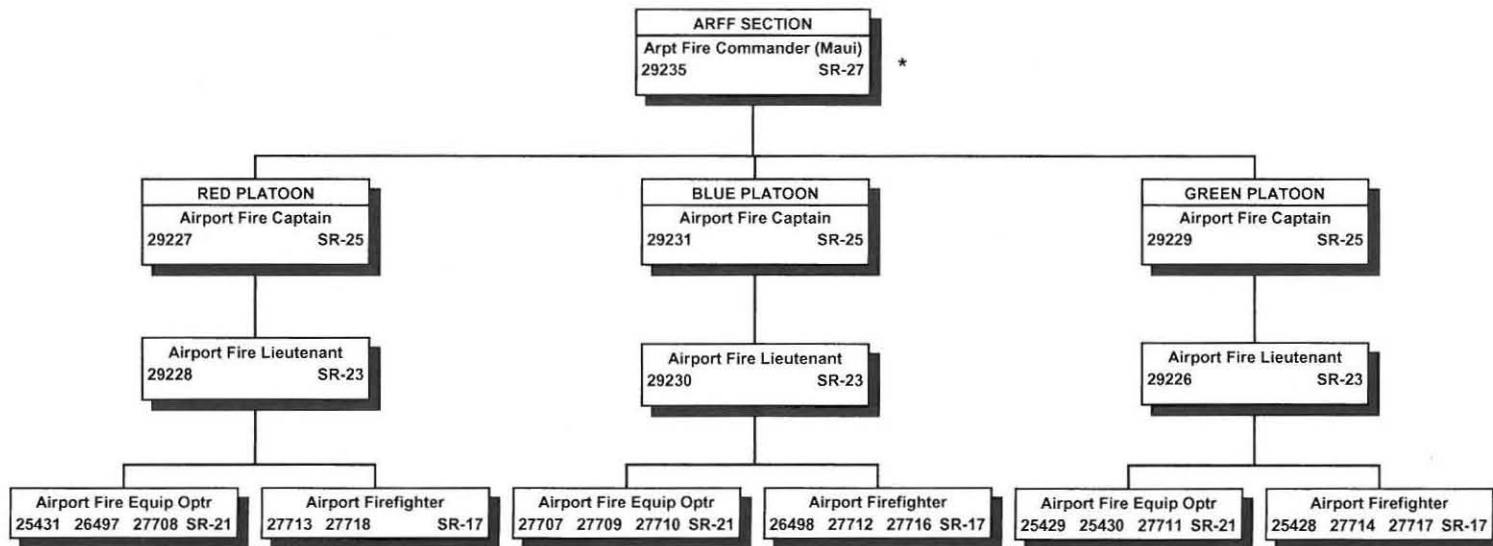 ARFF SECTION
Arpt Fire Commander (Maui)
29235 SR-27 *
RED PLATOON
Airport Fire Captain
29227 SR-25
BLUE PLATOON
Airport Fire Captain
29231 SR-25
GREEN PLATOON
Airport Fire Captain
29229 SR-25
Airport Fire Lieutenant
29228 SR-23
Airport Fire Lieutenant
29230 SR-23
Airport Fire Lieutenant
29226 SR-23
Airport Fire Equip Optr
25431 26497 27708 SR-21
Airport Firefighter
27713 27718 SR-17
Airport Fire Equip Optr
27707 27709 27710 SR-21
Airport Firefighter
26498 27712 27716 SR-17
Airport Fire Equip Optr
25429 25430 27711 SR-21
Airport Firefighter
25428 27714 27717 SR-17